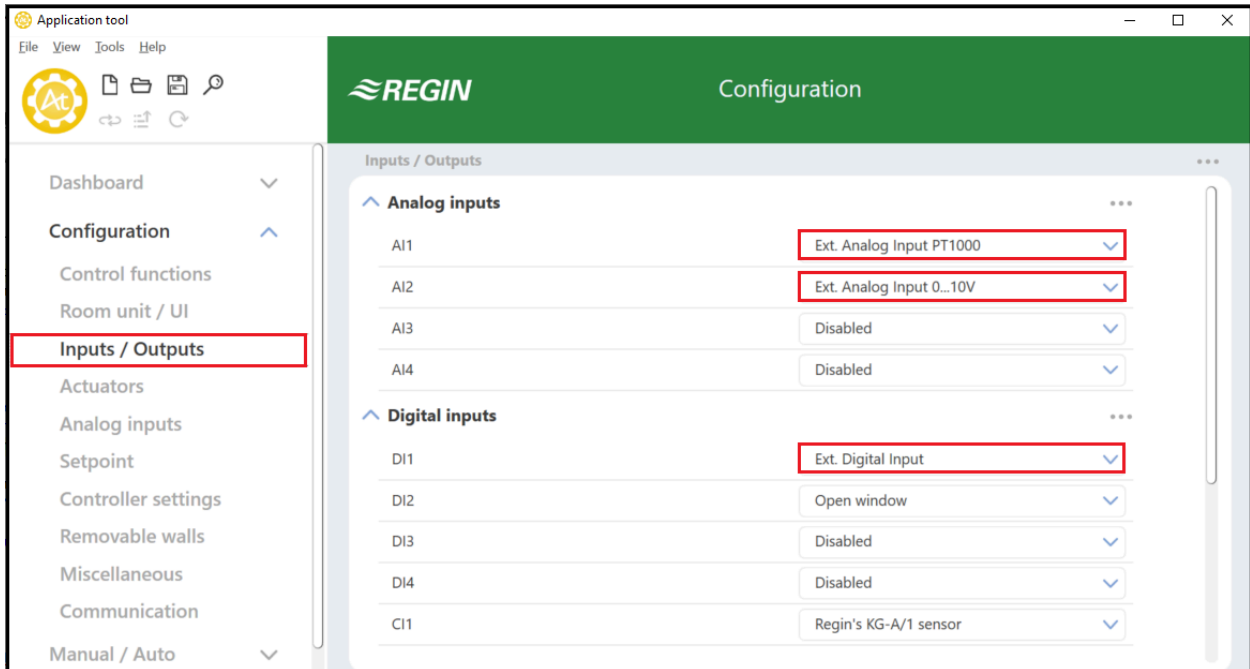 Application tool
File View Tools Help
At
REGIN
Configuration
Dashboard
Configuration
Control functions
Room unit / UI
Inputs / Outputs
Actuators
Analog inputs
Setpoint
Controller settings
Removable walls
Miscellaneous
Communication
Manual / Auto
Inputs / Outputs
Analog inputs
AI1 Ext. Analog Input PT1000
AI2 Ext. Analog Input 0...10V
AI3 Disabled
AI4 Disabled
Digital inputs
DI1 Ext. Digital Input
DI2 Open window
DI3 Disabled
DI4 Disabled
CI1 Regin's KG-A/1 sensor